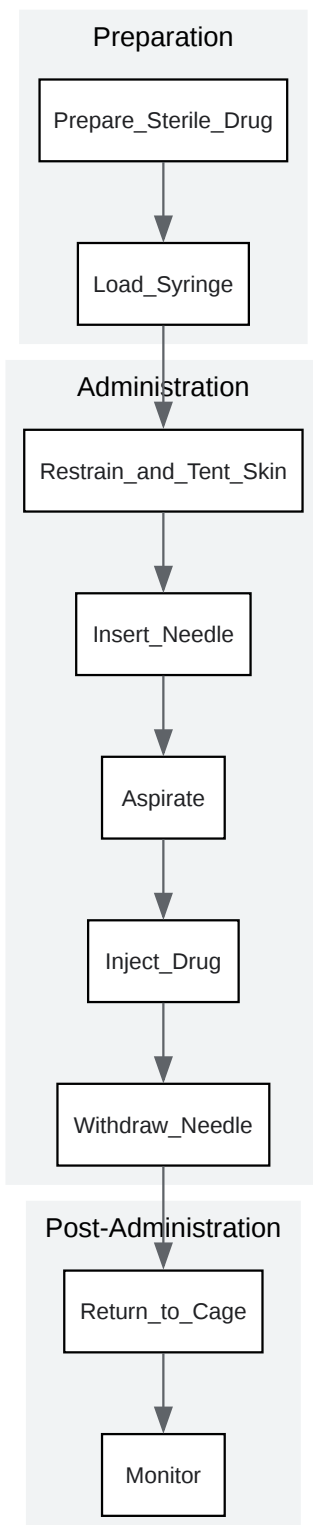 Preparation
Prepare_Sterile_Drug
Load_Syringe
Administration
Restrain_and_Tent_Skin
Insert_Needle
Aspirate
Inject_Drug
Withdraw_Needle
Post-Administration
Return_to_Cage
Monitor